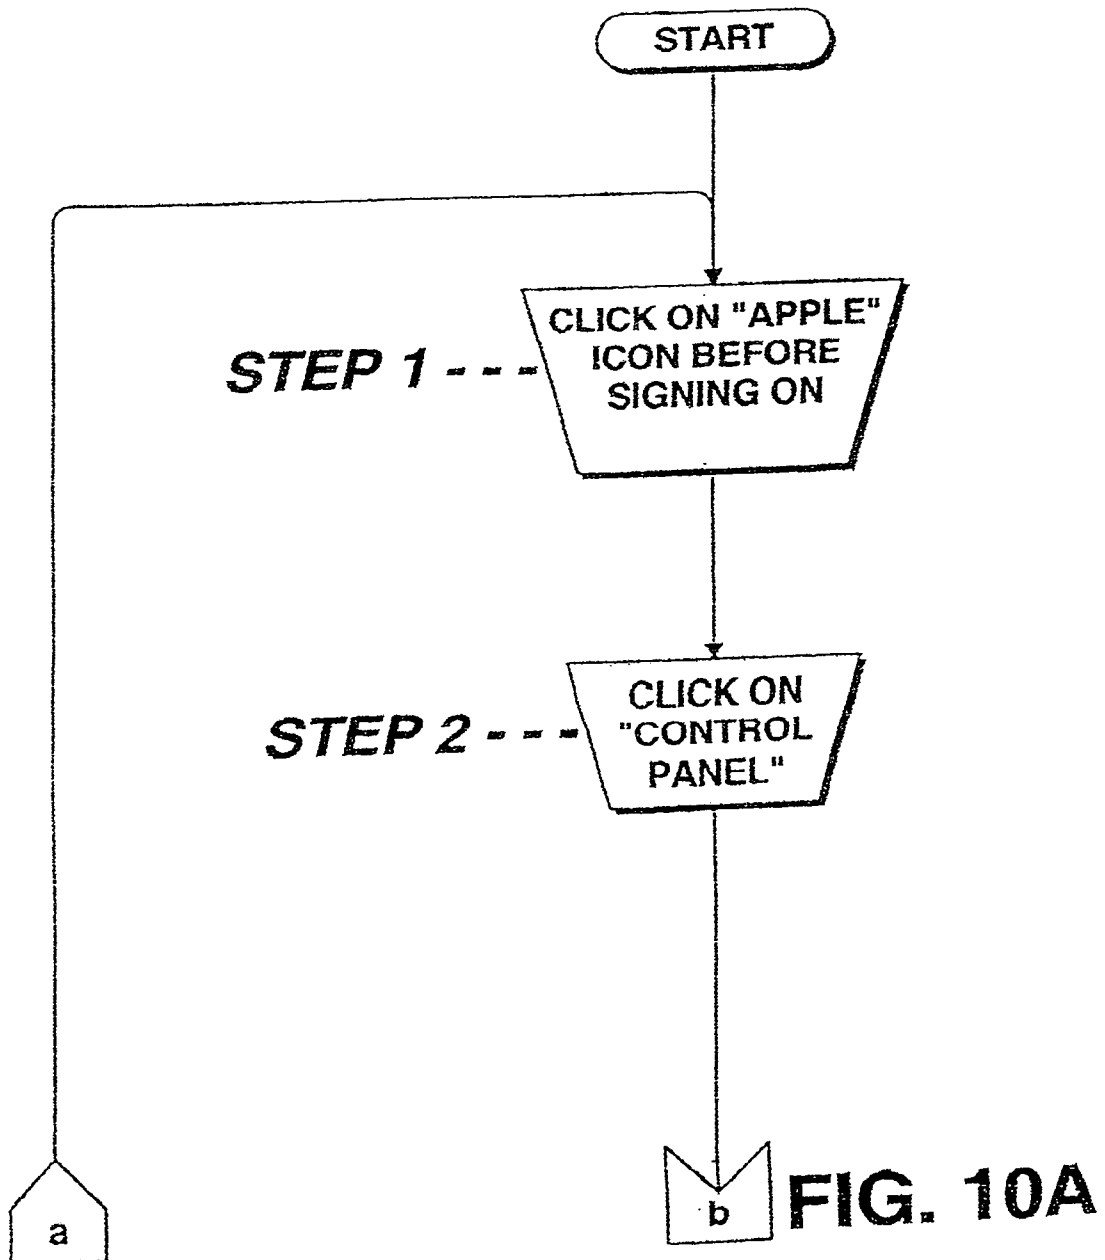 START
CLICK ON "APPLE"
ICON BEFORE
SIGNING ON
STEP 1 - - -
CLICK ON
"CONTROL
PANEL"
STEP 2 - - -
a
b
FIG. 10A